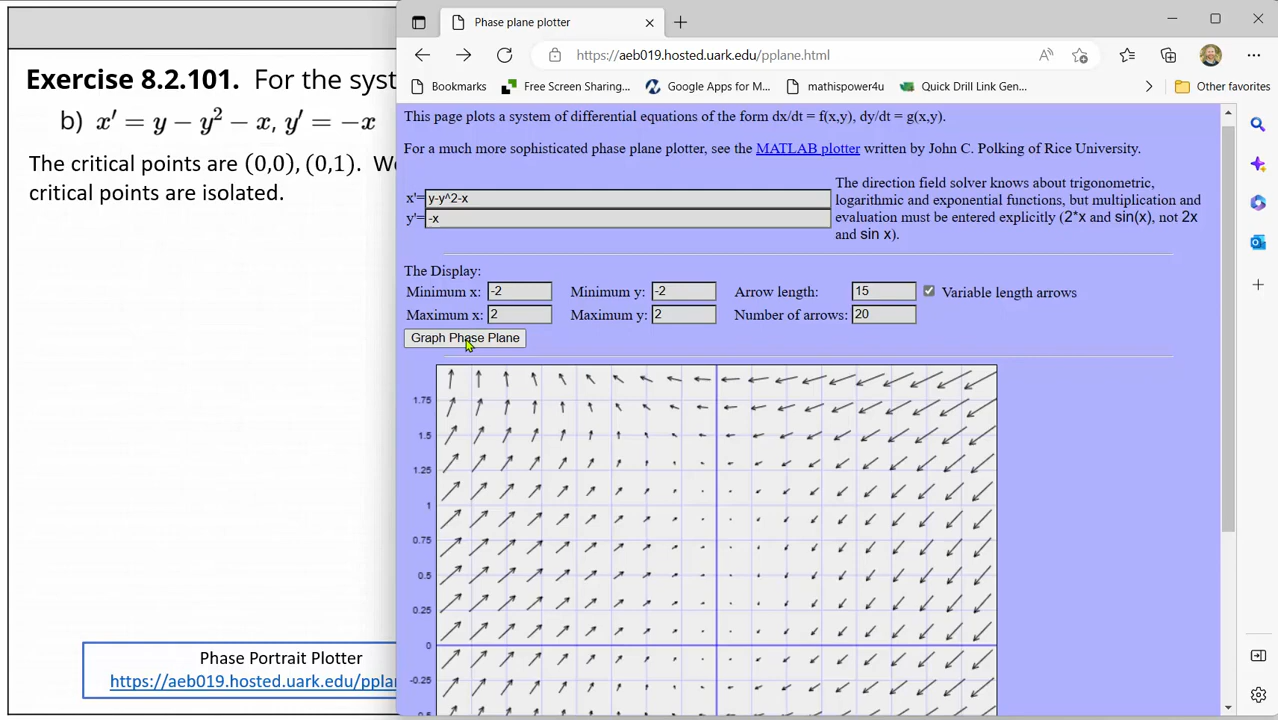 Exercise 8.2.101. For the syst
b) x′ = y − y² − x, y′ = −x
The critical points are (0,0), (0,1). We
critical points are isolated.
Phase Portrait Plotter
https://aeb019.hosted.uark.edu/pplan
Phase plane plotter
https://aeb019.hosted.uark.edu/pplane.html
Bookmarks
Free Screen Sharing...
Google Apps for M...
mathispower4u
Quick Drill Link Gen...
Other favorites
This page plots a system of differential equations of the form dx/dt = f(x,y), dy/dt = g(x,y).
For a much more sophisticated phase plane plotter, see the MATLAB plotter written by John C. Polking of Rice University.
x'= y-y^2-x
y'= -x
The direction field solver knows about trigonometric,
logarithmic and exponential functions, but multiplication and
evaluation must be entered explicitly (2*x and sin(x), not 2x
and sin x).
The Display:
Minimum x: -2 Minimum y: -2 Arrow length: 15 Variable length arrows
Maximum x: 2 Maximum y: 2 Number of arrows: 20
Graph Phase Plane
1.75
1.5
1.25
1
0.75
0.5
0.25
0
-0.25